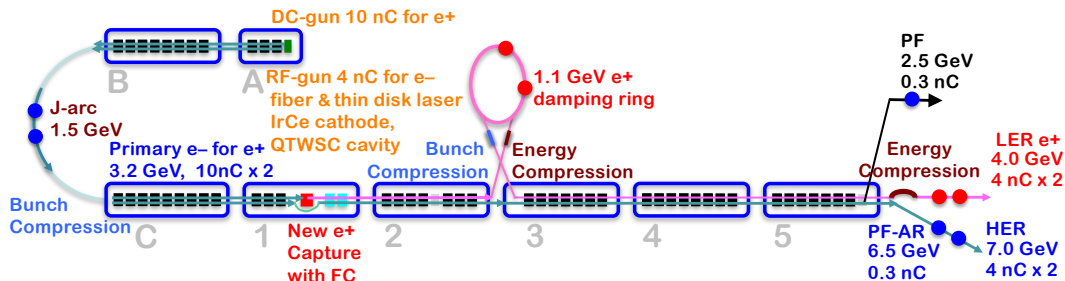 DC-gun 10 nC for e+
B
A
RF-gun 4 nC for e–
fiber & thin disk laser
IrCe cathode,
QTWSC cavity
J-arc
1.5 GeV
1.1 GeV e+
damping ring
PF
2.5 GeV
0.3 nC
Primary e– for e+
3.2 GeV, 10nC x 2
Bunch
Compression
Energy
Compression
Energy
Compression
LER e+
4.0 GeV
4 nC x 2
Bunch
Compression
C
1
2
3
4
5
New e+
Capture
with FC
PF-AR
6.5 GeV
0.3 nC
HER
7.0 GeV
4 nC x 2